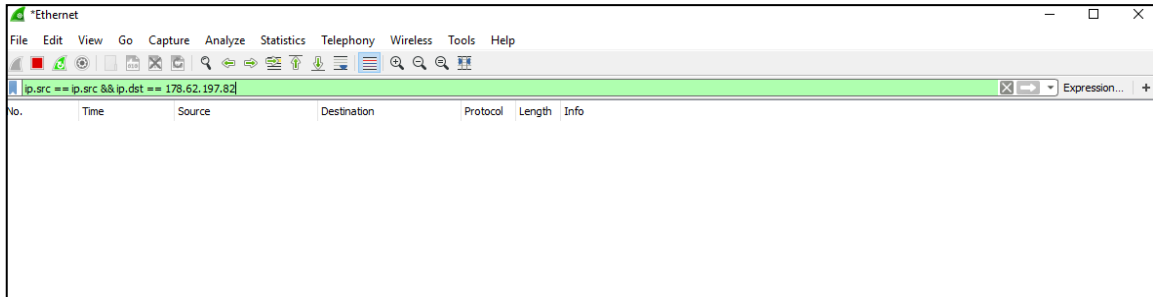 *Ethernet
File Edit View Go Capture Analyze Statistics Telephony Wireless Tools Help
ip.src == ip.src && ip.dst == 178.62.197.82 Expression... +
No. Time Source Destination Protocol Length Info